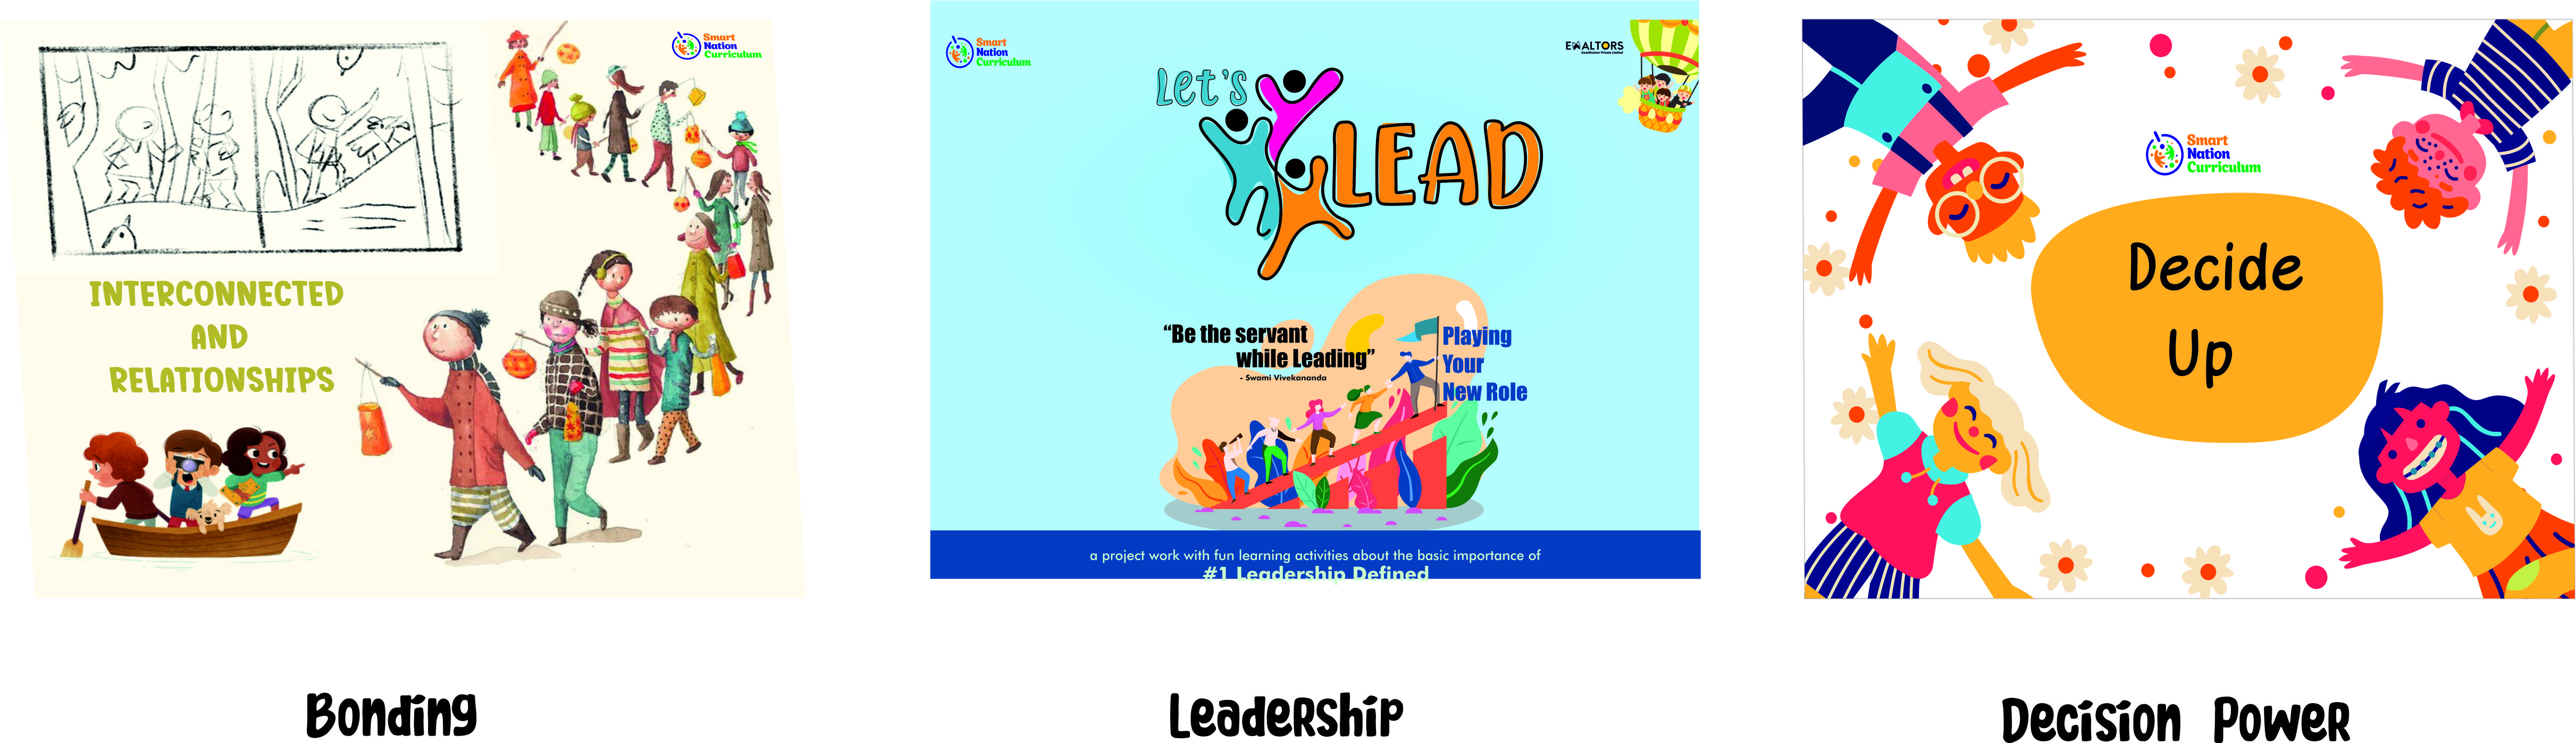 Smart
Nation
Curriculum
INTERCONNECTED
AND
RELATIONSHIPS
Bonding
Smart
Nation
Curriculum
Let's
LEAD
"Be the servant
while Leading"
- Swami Vivekananda
Playing
Your
New Role
a project work with fun learning activities about the basic importance of
#1 Leadership Defined
Leadership
Smart
Nation
Curriculum
Decide
Up
Decision Power